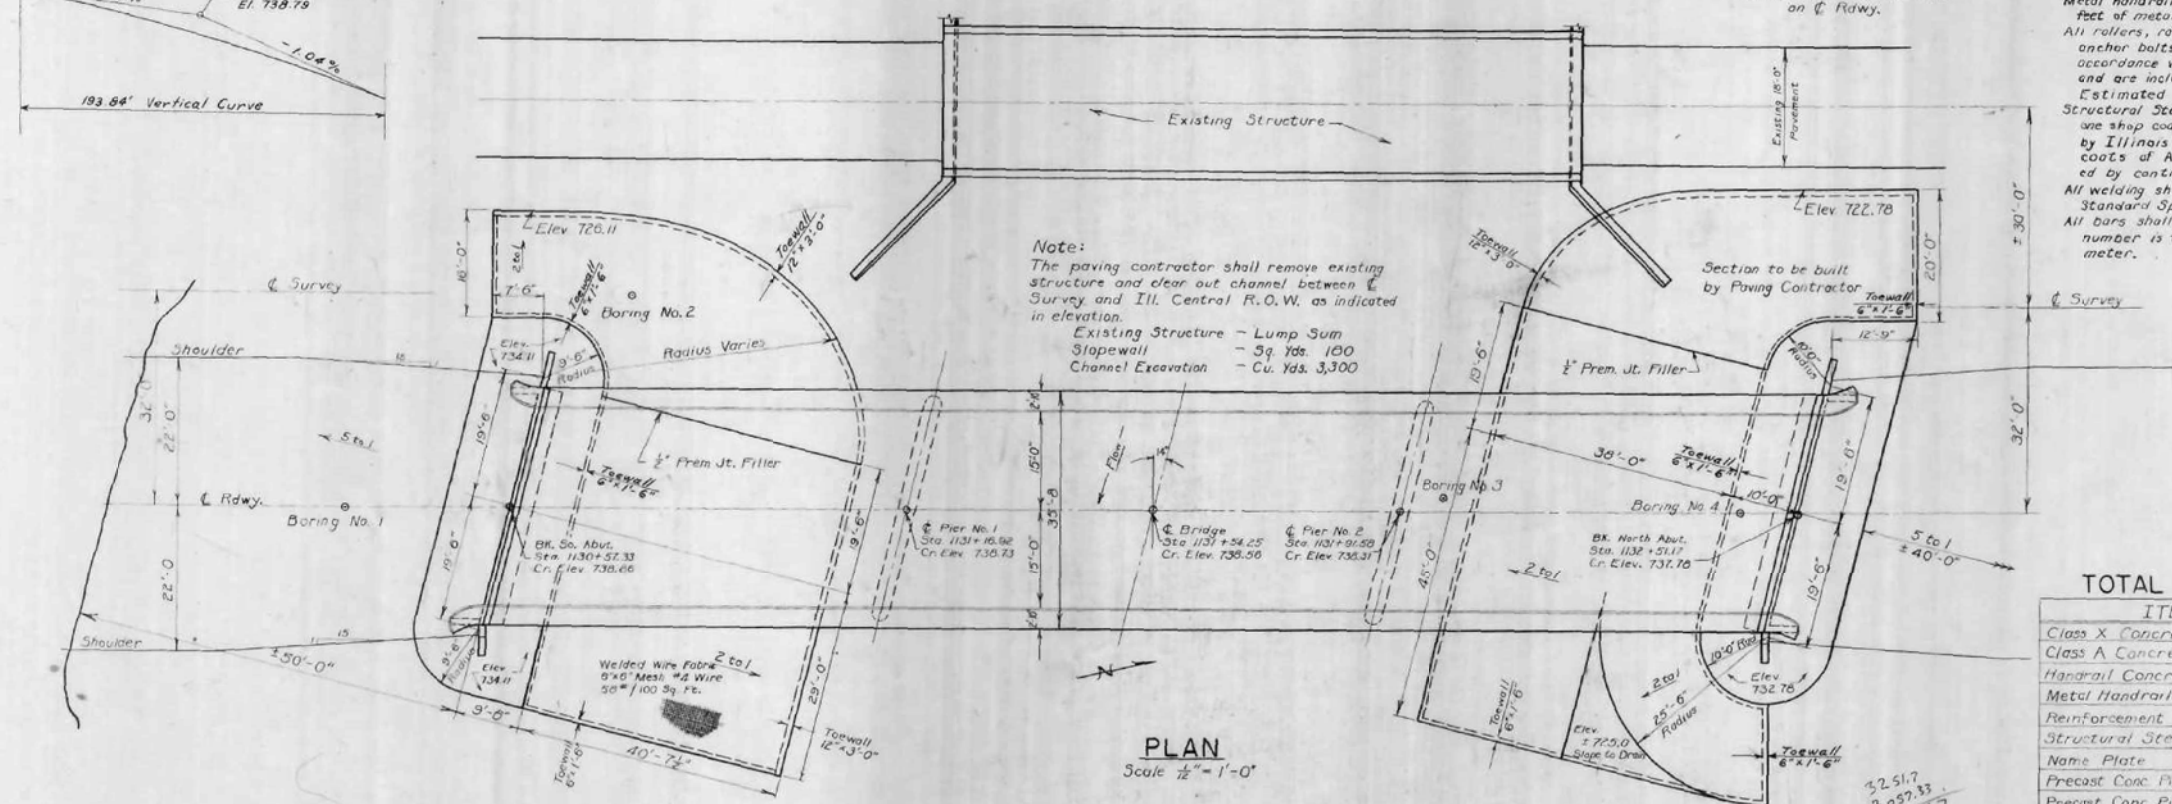 El. 738.79
-1.04%
193.84' Vertical Curve
on ℄ Rdwy.
Existing Structure
Existing 18'-0"
Pavement
feet of metal
All rollers, ro
anchor bolts
accordance w
and are incl
Estimated
Structural Ste
one shop coa
by Illinois
coats of A
ed by cont
All welding sh
Standard Sp
All bars shall
number is
meter.
± 30'-0"
Elev. 726.11
16'-0"
2 to 1
7'-6"
Toewall
6"x1'-6"
Boring No. 2
Toewall
12"x3'-0"
℄ Survey
Elev.
734.11
9'-6"
Radius
Radius Varies
Shoulder
32'-0"
22'-0"
5 to 1
19'-6"
½" Prem. Jt. Filler
Toewall
6"x1'-6"
℄ Rdwy.
Boring No. 1
Bk. So. Abut.
Sta. 1130+57.33
Cr. Elev. 738.86
19'-6"
22'-0
Shoulder
15
±50'-0"
9'-6"
Radius
Elev.
734.11
9'-6"
Toewall
6"x1'-6"
40'-7½"
Welded Wire Fabric
6"x6" Mesh #4 Wire
58# / 100 Sq. Ft.
2 to 1
19'-6"
29'-0"
Toewall
12"x3'-0"
Note:
The paving contractor shall remove existing
structure and clear out channel between ℄
Survey and Ill. Central R.O.W. as indicated
in elevation.
Existing Structure - Lump Sum
Slopewall - Sq. Yds. 160
Channel Excavation - Cu. Yds. 3,300
15'-0"
35'-8
15'-0"
Flow
℄ Pier No. 1
Sta. 1131+16.92
Cr. Elev. 738.73
℄ Bridge
Sta. 1131+54.25
Cr. Elev. 738.56
℄ Pier No. 2
Sta. 1131+91.58
Cr. Elev. 738.31
N
Elev. 722.78
Toewall
12"x3'-0"
Section to be built
by Paving Contractor
20'-0"
Toewall
6"x1'-6"
℄ Survey
12'-9"
10'-0"
Radius
19'-6"
½" Prem. Jt. Filler
32'-0"
38'-0"
Toewall
6"x1'-6"
Boring No. 3
Boring No. 4
10'-0"
19'-6"
Bk. North Abut.
Sta. 1132+51.17
Cr. Elev. 737.78
45'-0"
2 to 1
19'-6"
5 to 1
±40'-0"
10'-0" Rad.
Elev.
732.78
2 to 1
25'-6"
Radius
Toewall
6"x1'-6"
Elev.
±725.0
Slope to Drain
Toewall
6"x1'-6"
PLAN
Scale 1/12" = 1'-0"
TOTAL
ITE
Class X Concre
Class A Concre
Handrail Concr
Metal Handrail
Reinforcement
Structural Ste
Name Plate
Precast Conc. P